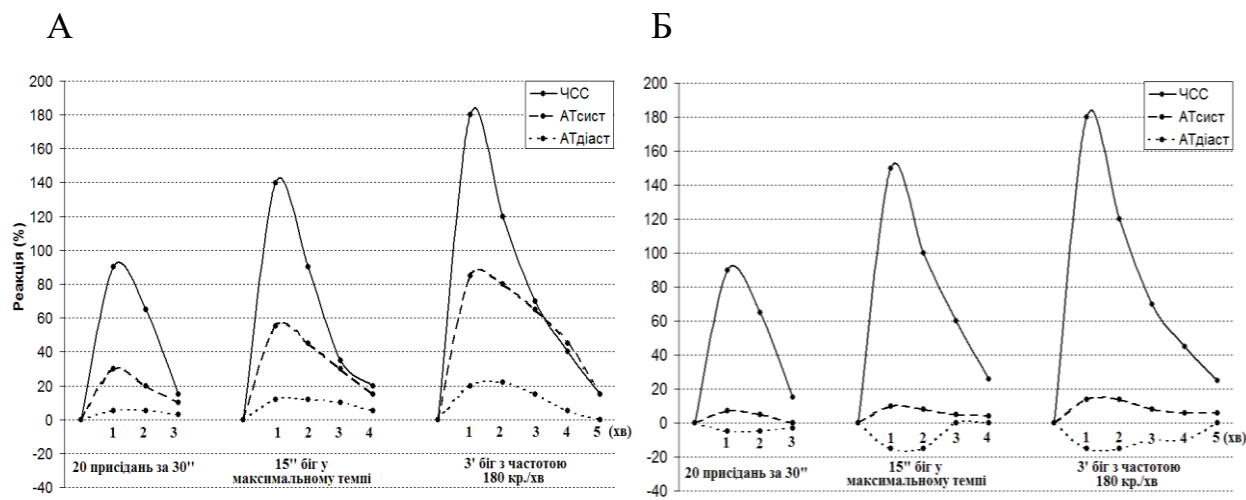 А
Б
Реакція (%)
200
180
160
140
120
100
80
60
40
20
0
-20
-40
ЧСС
АТсист
АТдіаст
1 2 3
1 2 3 4
1 2 3 4 5 (хв)
20 присідань за 30''
15'' біг у
максимальному темпі
3' біг з частотою
180 кр./хв
200
180
160
140
120
100
80
60
40
20
0
-20
-40
ЧСС
АТсист
АТдіаст
1 2 3
1 2 3 4
1 2 3 4 5 (хв)
20 присідань за 30''
15'' біг у
максимальному темпі
3' біг з частотою
180 кр./хв